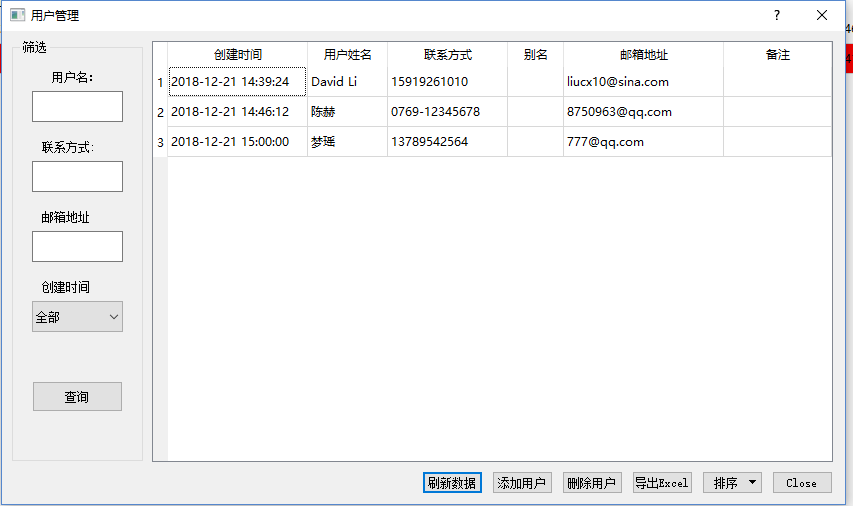 用户管理
筛选
用户名:
联系方式:
邮箱地址
创建时间
全部
查询
创建时间 用户姓名 联系方式 别名 邮箱地址 备注
1 2018-12-21 14:39:24 David Li 15919261010 liucx10@sina.com
2 2018-12-21 14:46:12 陈赫 0769-12345678 8750963@qq.com
3 2018-12-21 15:00:00 梦瑶 13789542564 777@qq.com
刷新数据 添加用户 删除用户 导出Excel 排序 Close